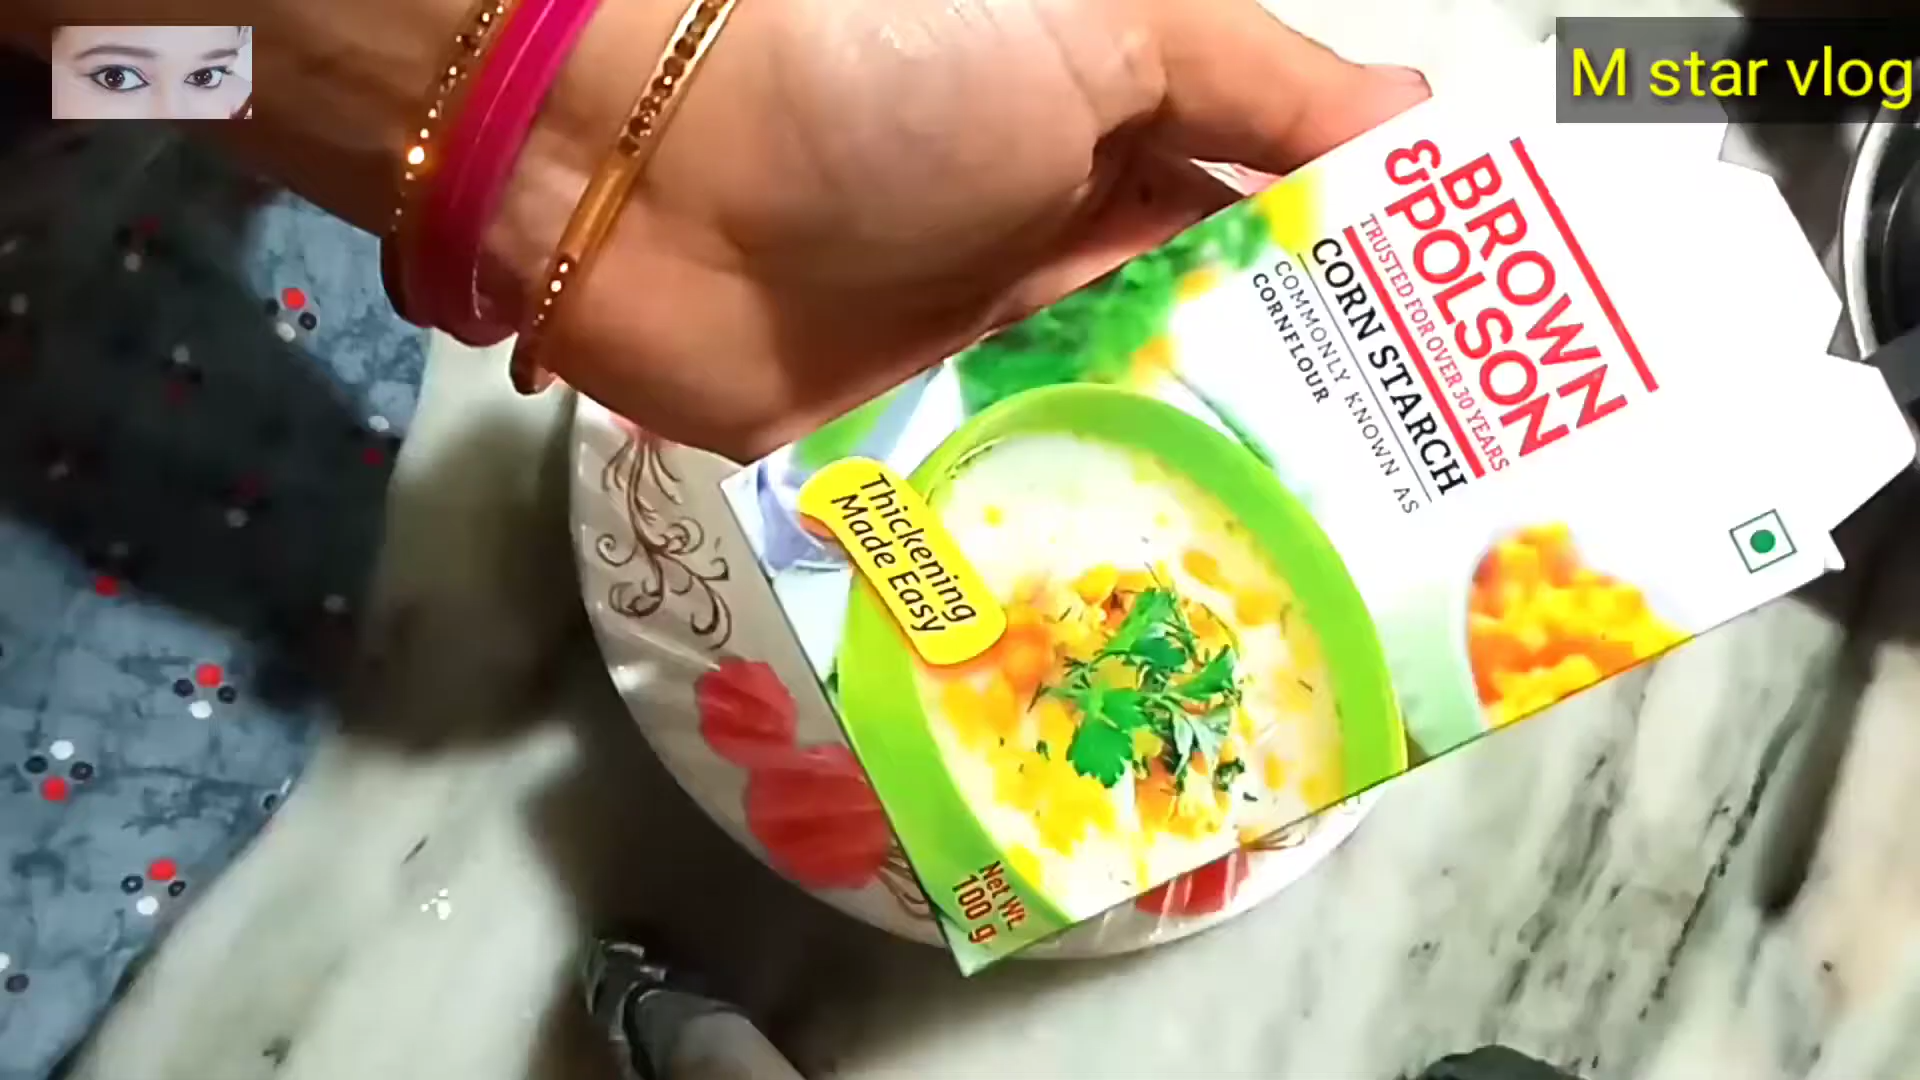 M star vlog
BROWN
&POLSON
TRUSTED FOR OVER 30 YEARS
CORN STARCH
COMMONLY KNOWN AS
CORNFLOUR
Thickening
Made Easy
Net Wt.
100 g